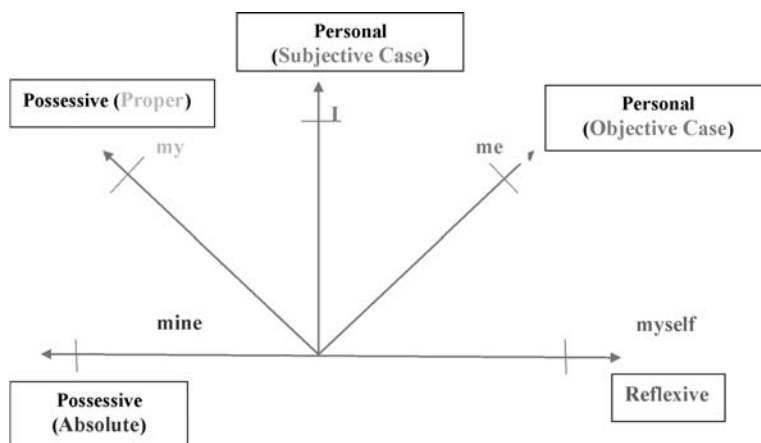 Personal
(Subjective Case)
Possessive (Proper)
Personal
(Objective Case)
I
my
me
mine
myself
Possessive
(Absolute)
Reflexive